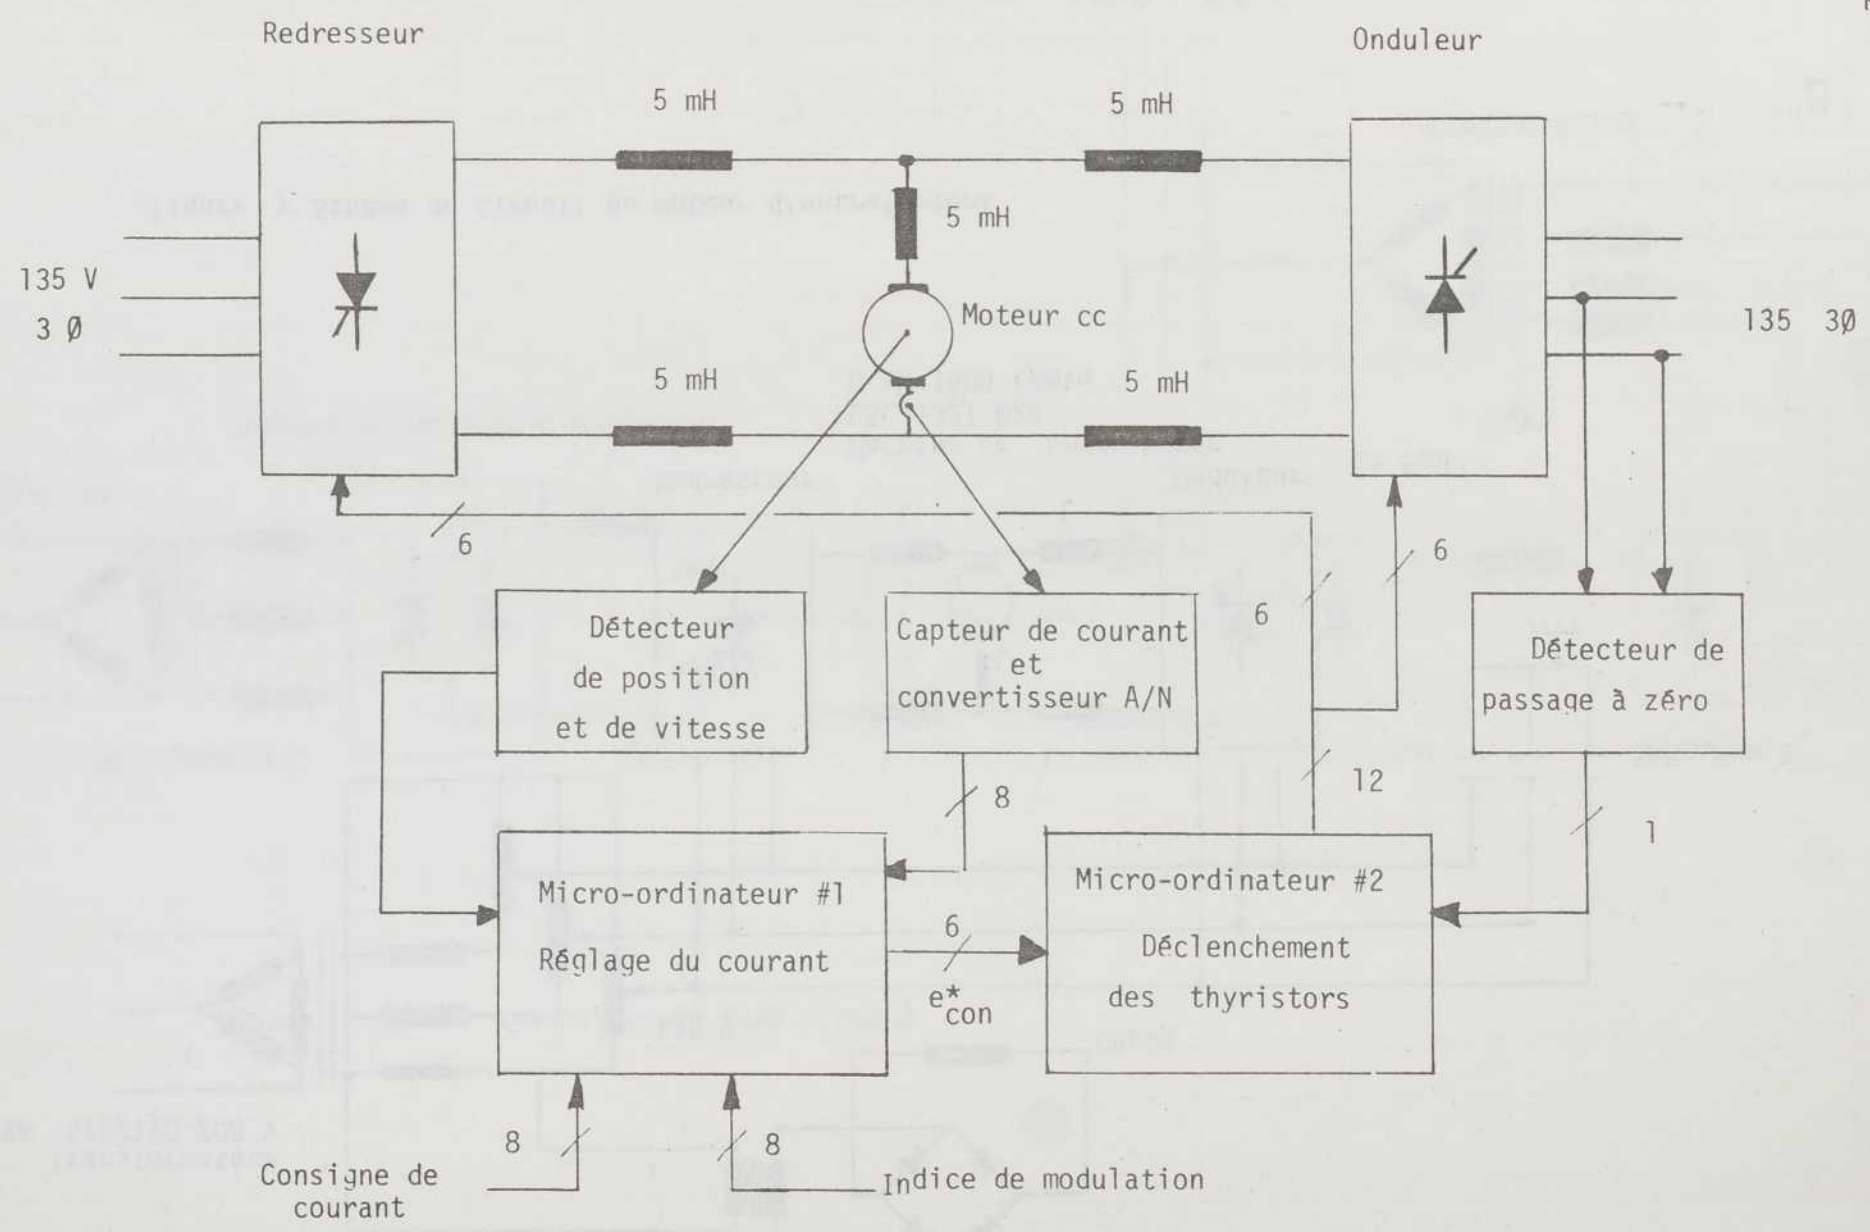 Redresseur
Onduleur
5 mH
5 mH
5 mH
135 V
3 Ø
Moteur cc
135 3Ø
5 mH
5 mH
6
6
6
Détecteur
de position
et de vitesse
Capteur de courant
et
convertisseur A/N
Détecteur de
passage à zéro
8
12
1
Micro-ordinateur #1
Réglage du courant
6
e*con
Micro-ordinateur #2
Déclenchement
des thyristors
8
8
Consigne de
courant
Indice de modulation